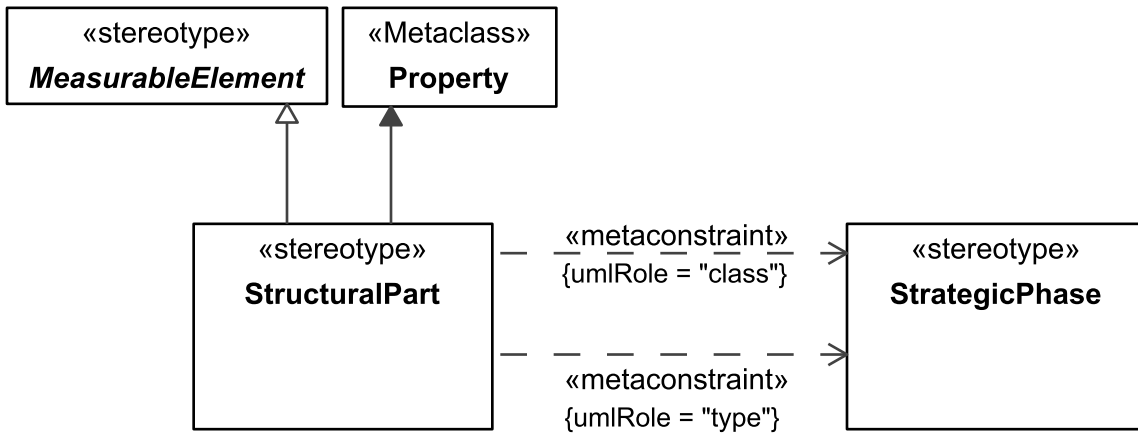 «stereotype»
MeasurableElement
«Metaclass»
Property
«stereotype»
StructuralPart
«metaconstraint»
{umlRole = "class"}
«metaconstraint»
{umlRole = "type"}
«stereotype»
StrategicPhase